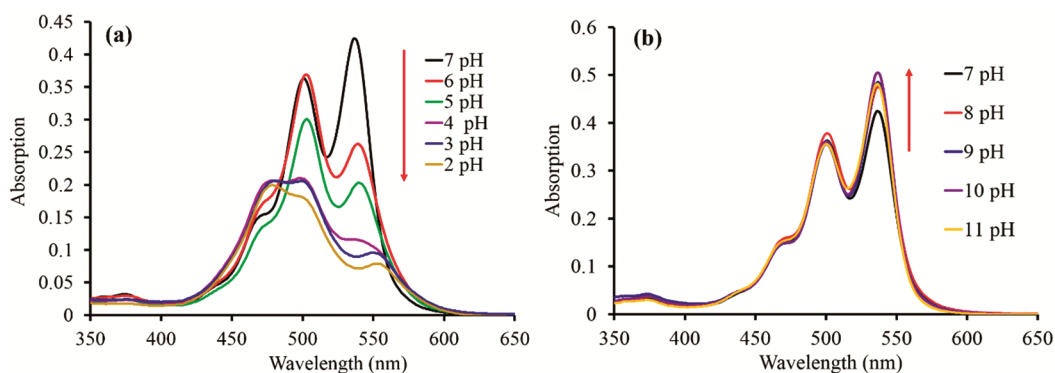 (a)
0.45
0.4
0.35
0.3
0.25
0.2
0.15
0.1
0.05
0
Absorption
7 pH
6 pH
5 pH
4 pH
3 pH
2 pH
350 400 450 500 550 600 650
Wavelength (nm)
(b)
0.6
0.5
0.4
0.3
0.2
0.1
0
Absorption
7 pH
8 pH
9 pH
10 pH
11 pH
350 400 450 500 550 600 650
Wavelength (nm)